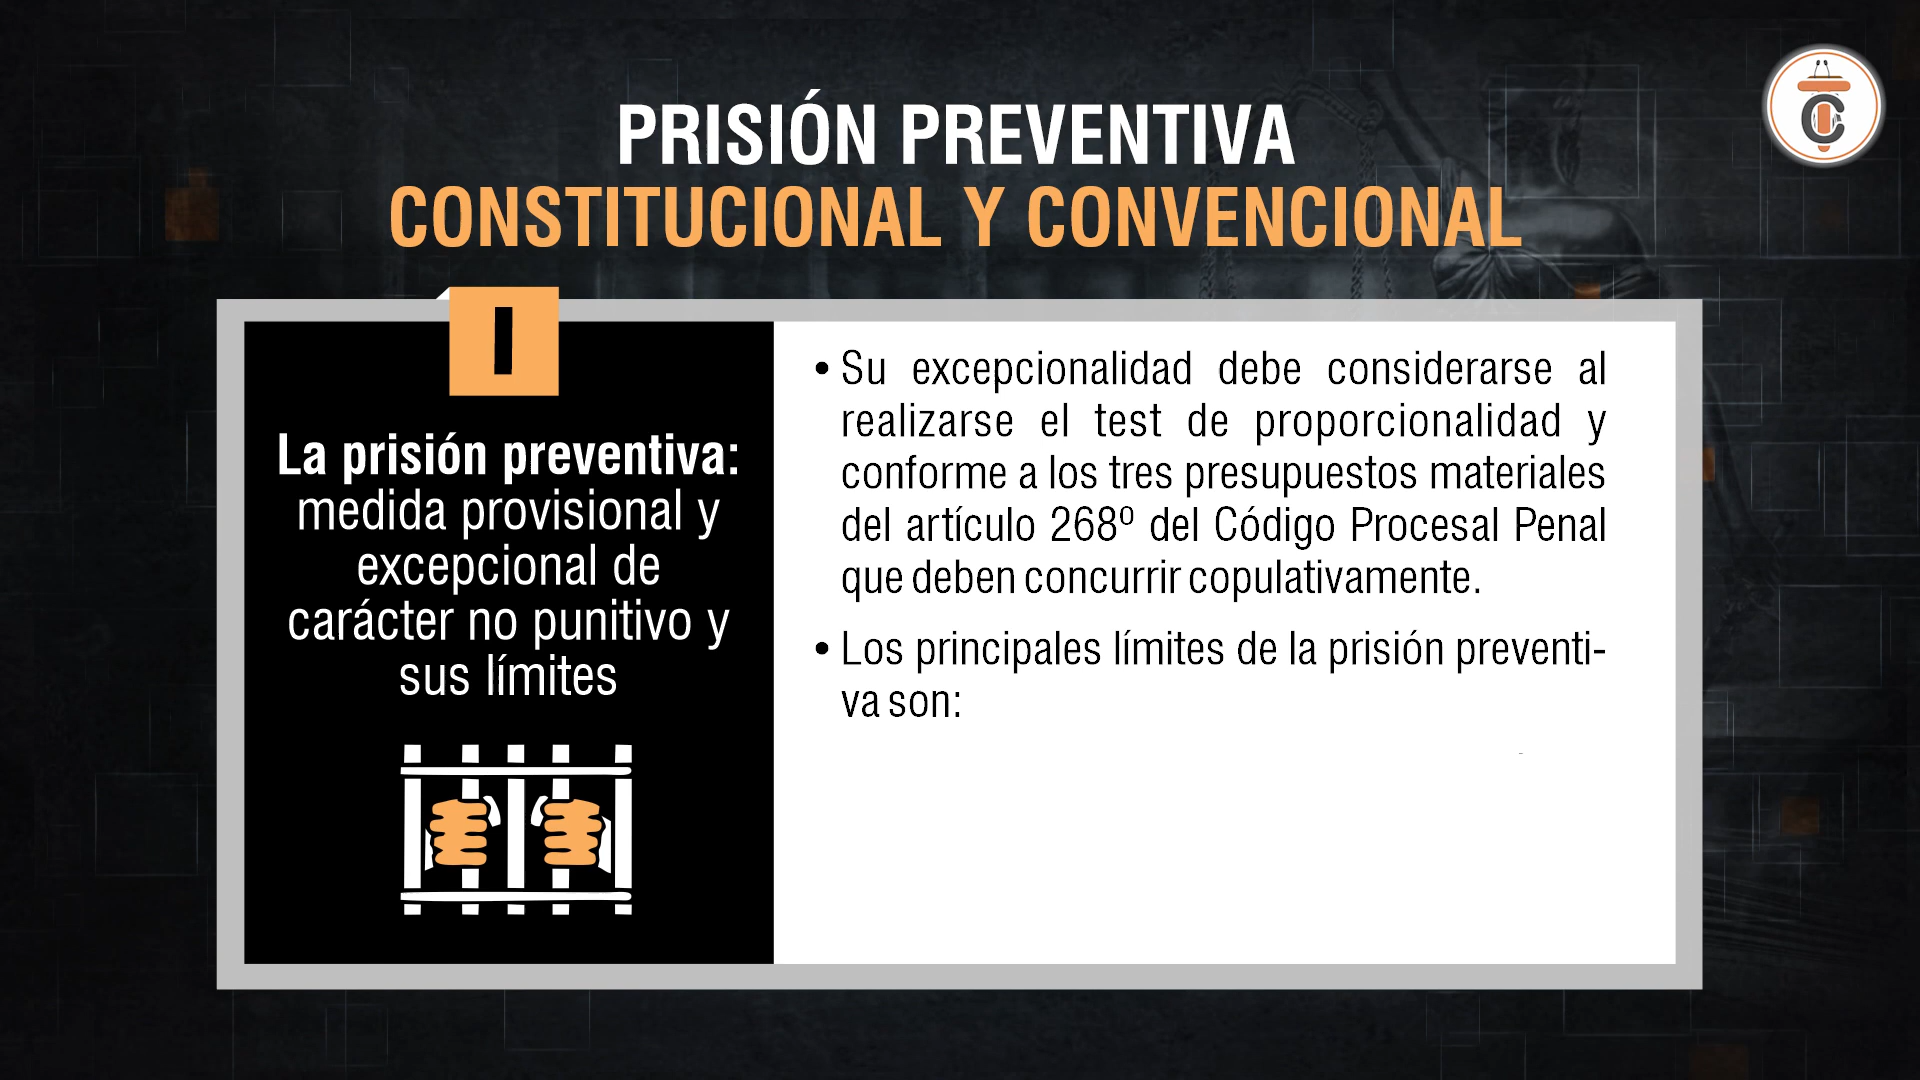 PRISIÓN PREVENTIVA
CONSTITUCIONAL Y CONVENCIONAL
I
La prisión preventiva:
medida provisional y
excepcional de
carácter no punitivo y
sus límites
• Su excepcionalidad debe considerarse al
realizarse el test de proporcionalidad y
conforme a los tres presupuestos materiales
del artículo 268º del Código Procesal Penal
que deben concurrir copulativamente.
• Los principales límites de la prisión preventi-
va son: